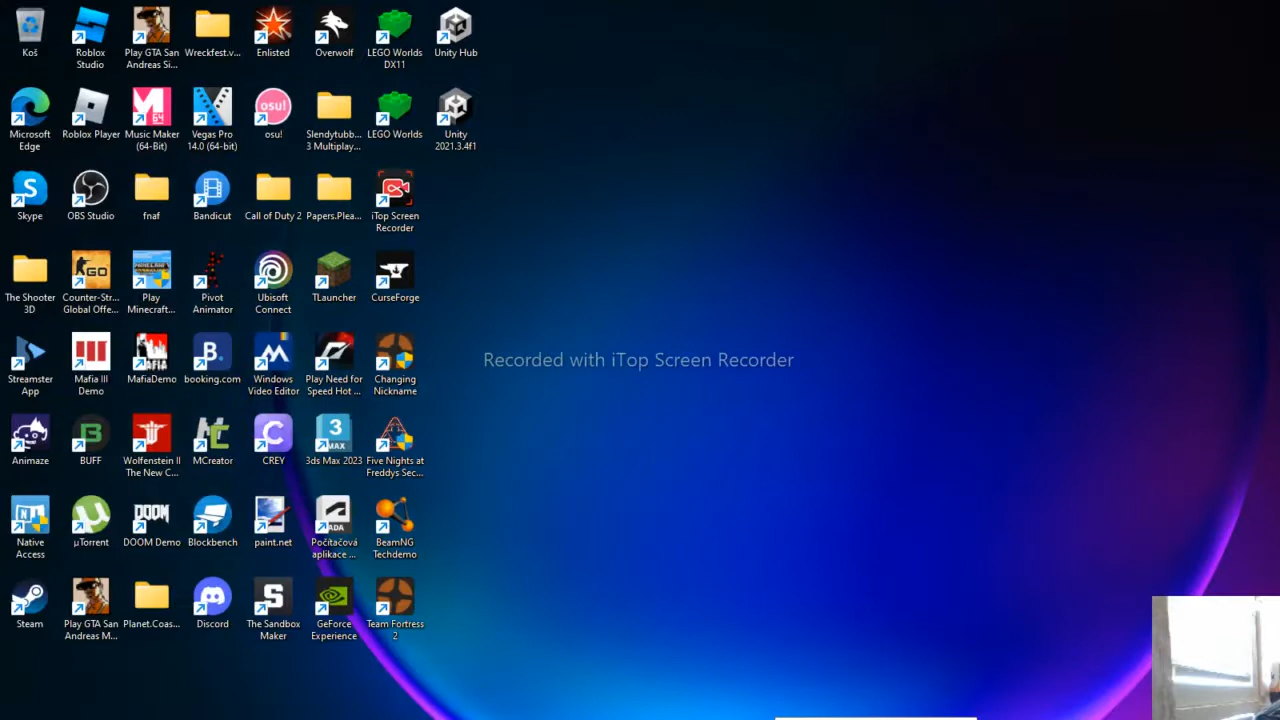 Koš
Roblox
Studio
Play GTA San
Andreas Si...
Wreckfest.v...
Enlisted
Overwolf
LEGO Worlds
DX11
Unity Hub
Microsoft
Edge
Roblox Player
Music Maker
(64-Bit)
Vegas Pro
14.0 (64-bit)
osu!
osu!
Slendytubb...
3 Multiplay...
LEGO Worlds
Unity
2021.3.4f1
Skype
OBS Studio
fnaf
Bandicut
Call of Duty 2
Papers.Plea...
iTop Screen
Recorder
The Shooter
3D
GO
Counter-Str...
Global Offe...
Play
Minecraft...
Pivot
Animator
Ubisoft
Connect
TLauncher
CurseForge
Streamster
App
Mafia III
Demo
MAFIA
MafiaDemo
B.
booking.com
Windows
Video Editor
Play Need for
Speed Hot ...
Changing
Nickname
Recorded with iTop Screen Recorder
Animaze
BUFF
Wolfenstein II
The New C...
MCreator
CREY
3
MAX
3ds Max 2023
Five Nights at
Freddys Sec...
Native
Access
µTorrent
DOOM
DOOM Demo
Blockbench
paint.net
ADA
Počítačová
aplikace ...
BeamNG
Techdemo
Steam
Play GTA San
Andreas M...
Planet.Coas...
Discord
The Sandbox
Maker
GeForce
Experience
Team Fortress
2